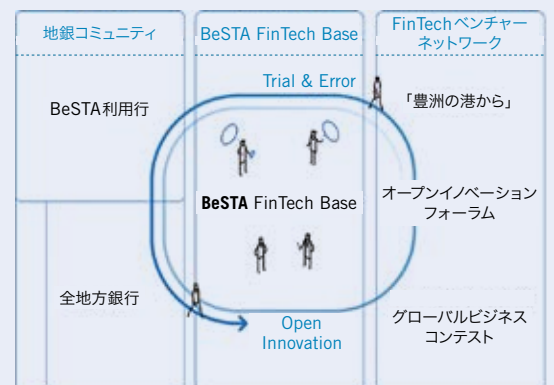 地銀コミュニティ
BeSTA利用行
全地方銀行
BeSTA FinTech Base
Trial & Error
BeSTA FinTech Base
Open
Innovation
FinTechベンチャー
ネットワーク
「豊洲の港から」
オープンイノベーション
フォーラム
グローバルビジネス
コンテスト